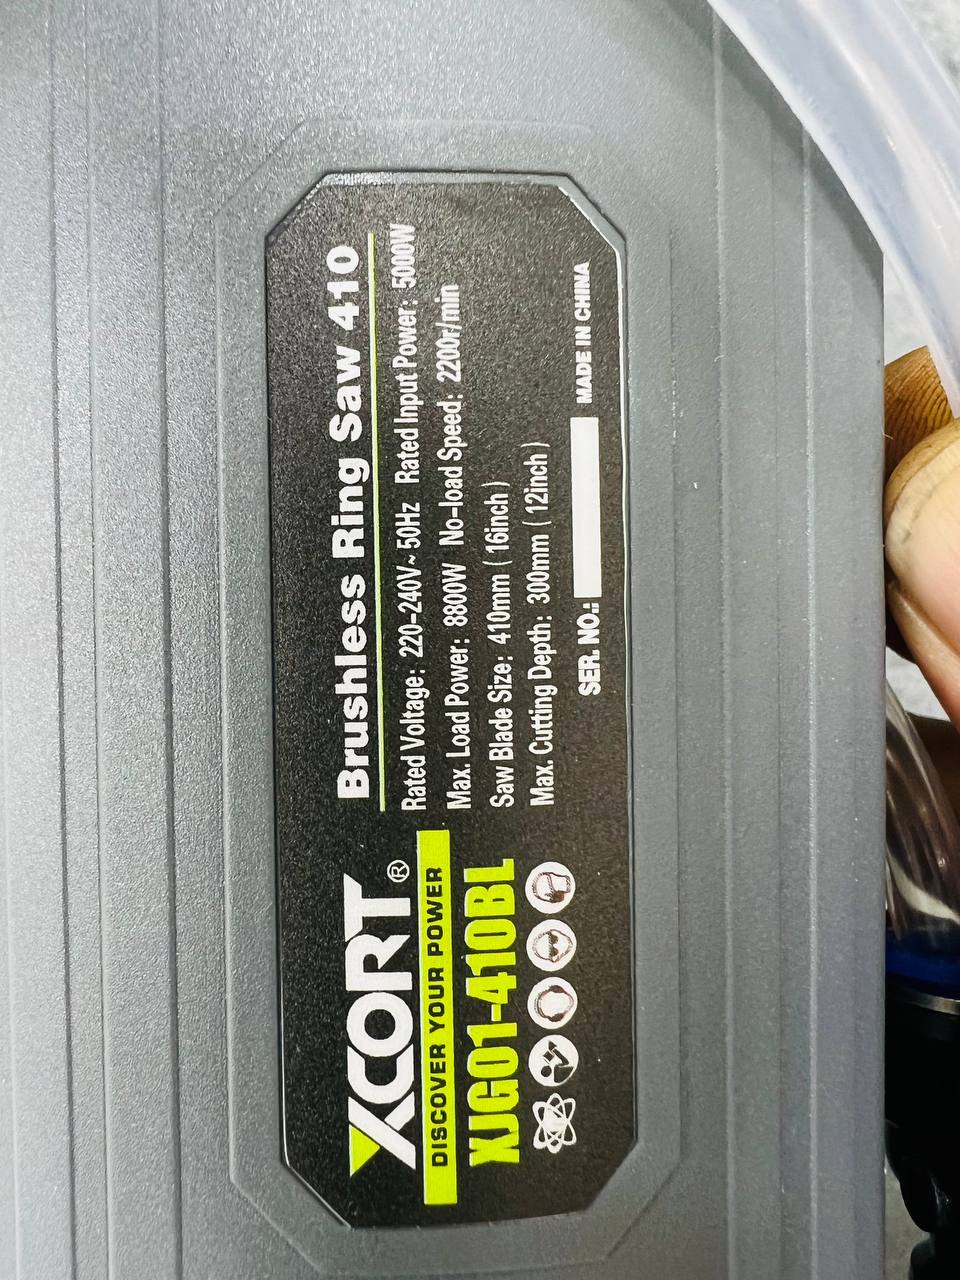 XCORT®
DISCOVER YOUR POWER
XJG01-410BL
Brushless Ring Saw 410
Rated Voltage: 220-240V~ 50Hz Rated Input Power: 5000W
Max. Load Power: 8800W No-load Speed: 2200r/min
Saw Blade Size: 410mm ( 16inch )
Max. Cutting Depth: 300mm ( 12inch )
SER. NO.: MADE IN CHINA